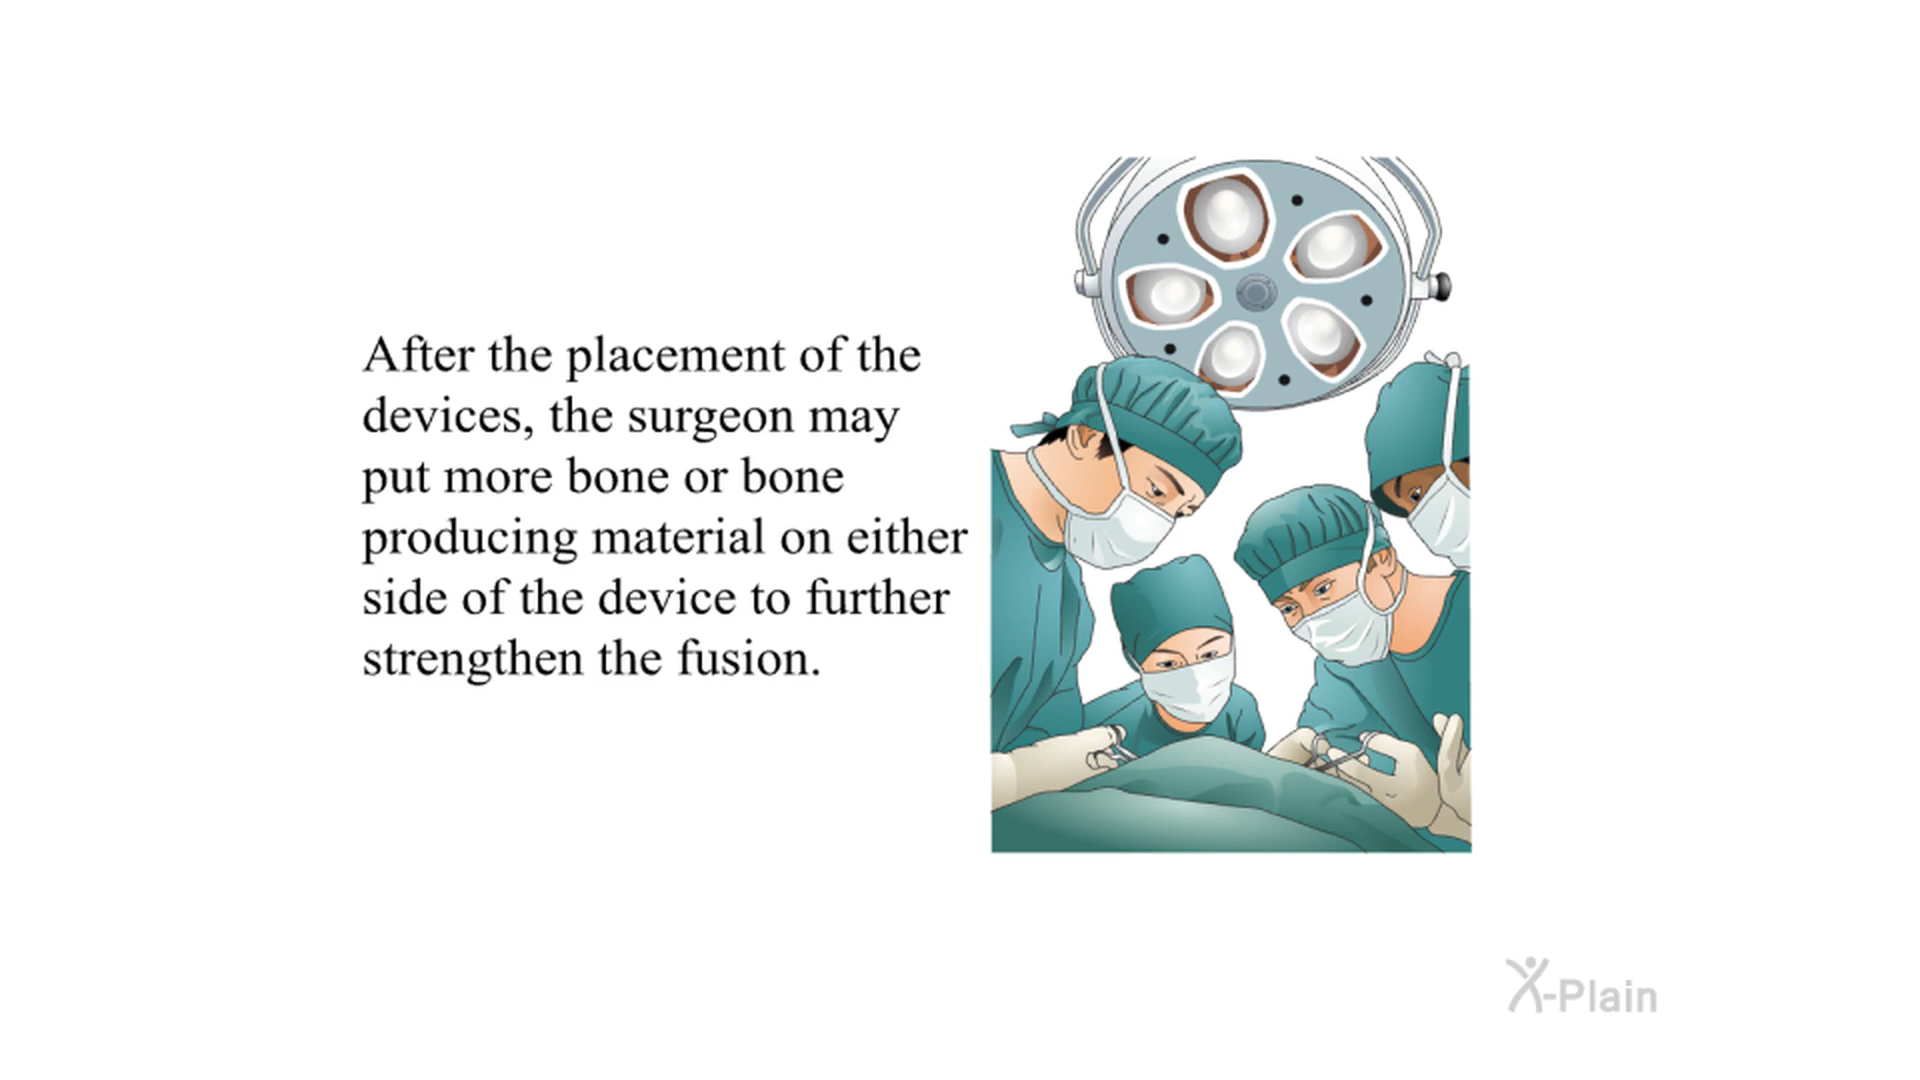 After the placement of the
devices, the surgeon may
put more bone or bone
producing material on either
side of the device to further
strengthen the fusion.
X-Plain